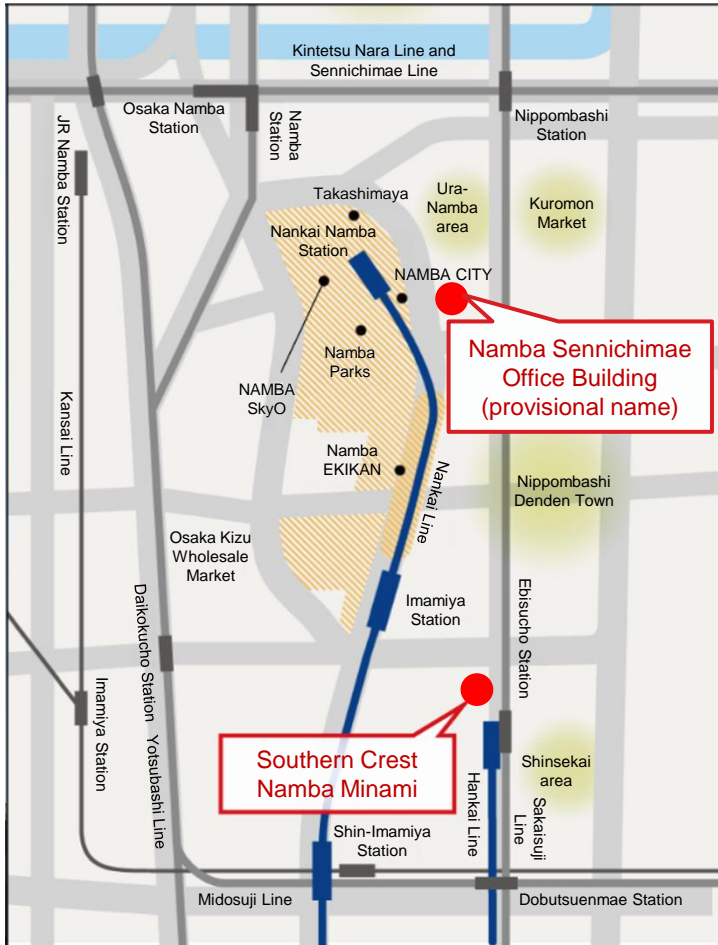 Kintetsu Nara Line and
Sennichimae Line
Osaka Namba
Station
Namba
Station
Nippombashi
Station
JR Namba Station
Takashimaya
Ura-
Namba
area
Kuromon
Market
Nankai Namba
Station
NAMBA CITY
Namba Sennichimae
Office Building
(provisional name)
Namba
Parks
NAMBA
SkyO
Kansai Line
Namba
EKIKAN
Nankai Line
Nippombashi
Denden Town
Osaka Kizu
Wholesale
Market
Imamiya
Station
Ebisucho Station
Daikokucho Station
Imamiya Station
Yotsubashi Line
Southern Crest
Namba Minami
Shinsekai
area
Hankai Line
Sakaisuji
Line
Shin-Imamiya
Station
Midosuji Line
Dobutsuenmae Station